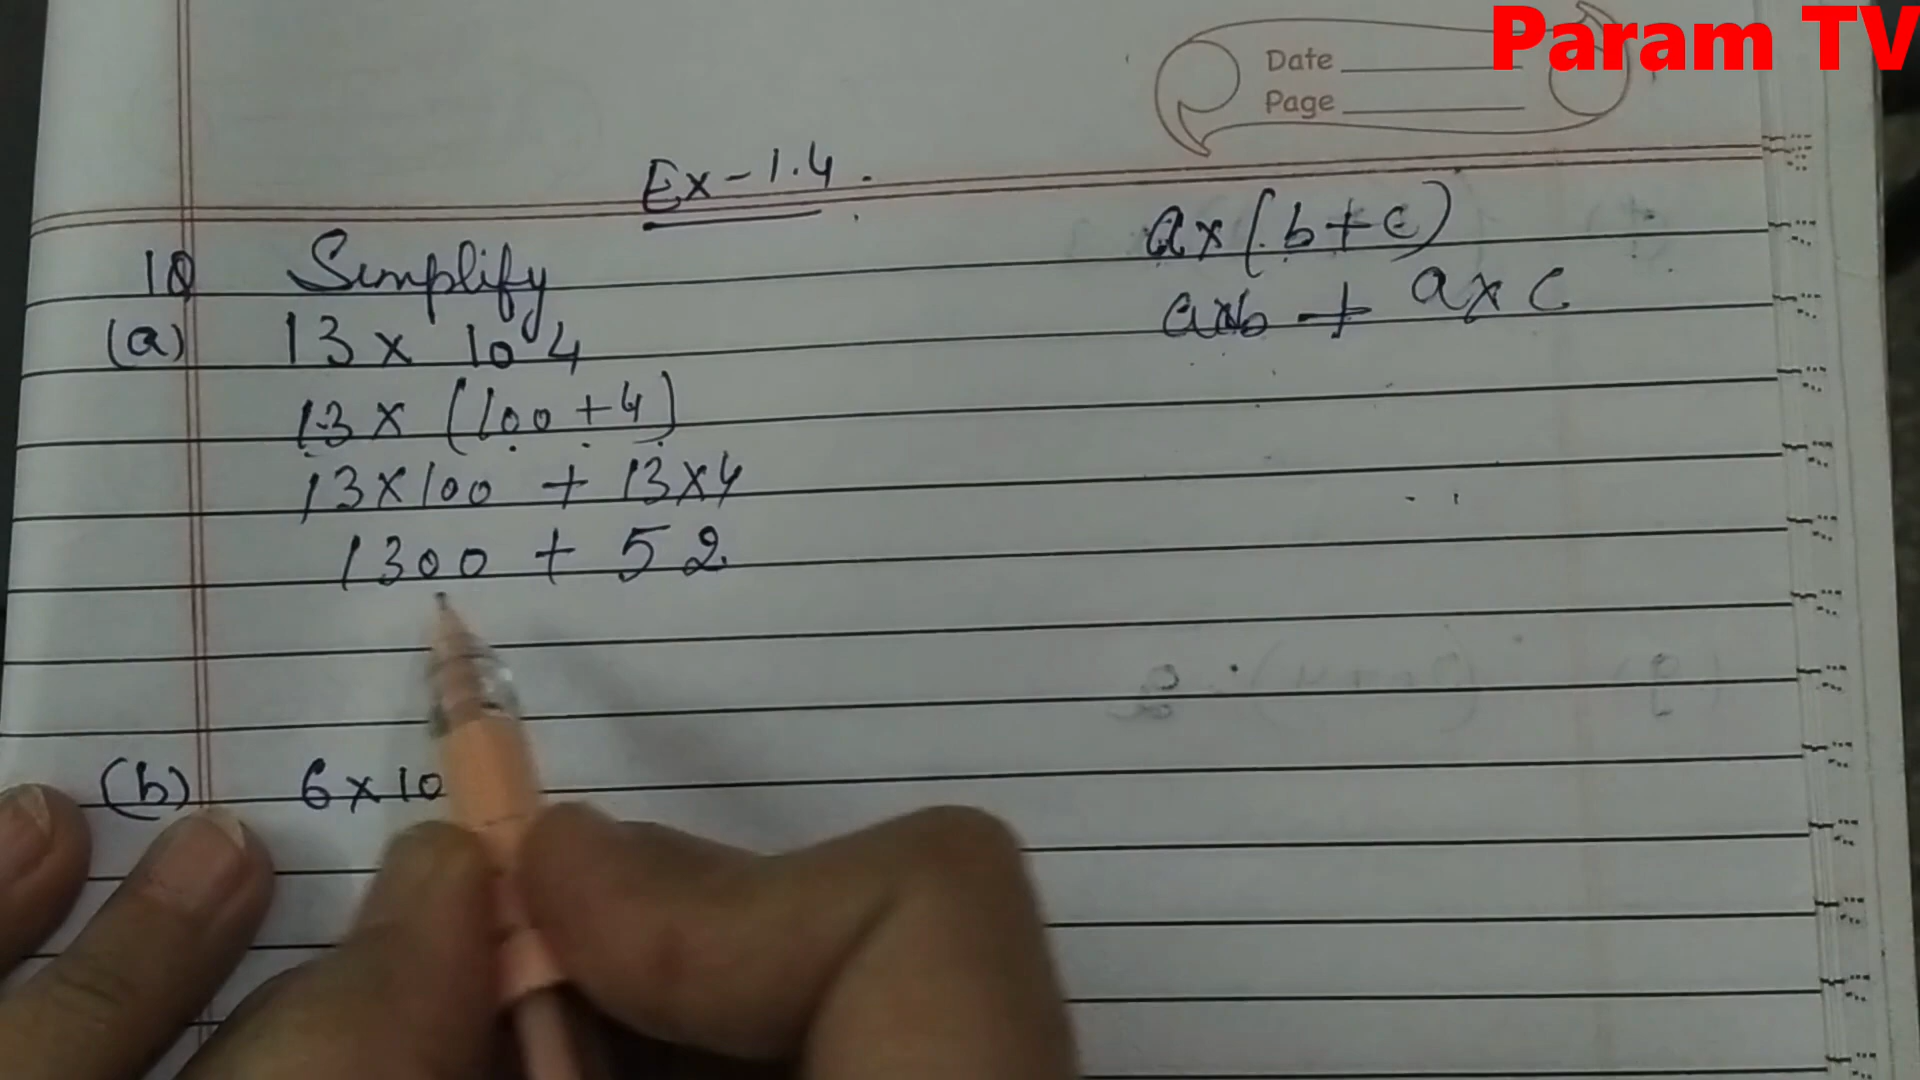 Param TV
Date
Page
Ex-1.4.
1Q Simplify
(a) 13 x 104
13 x (100 + 4)
13x100 + 13x4
1300 + 52
(b) 6x10
ax(b+c)
axb + axc